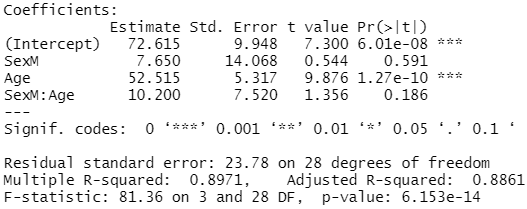 Coefficients:
Estimate Std. Error t value Pr(>|t|)
(Intercept) 72.615 9.948 7.300 6.01e-08 ***
SexM 7.650 14.068 0.544 0.591
Age 52.515 5.317 9.876 1.27e-10 ***
SexM:Age 10.200 7.520 1.356 0.186
---
Signif. codes: 0 ‘***’ 0.001 ‘**’ 0.01 ‘*’ 0.05 ‘.’ 0.1 ‘
Residual standard error: 23.78 on 28 degrees of freedom
Multiple R-squared: 0.8971, Adjusted R-squared: 0.8861
F-statistic: 81.36 on 3 and 28 DF, p-value: 6.153e-14